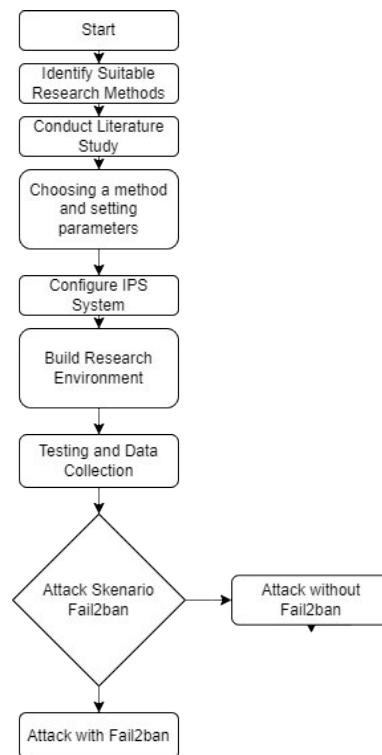 Start
Identify Suitable
Research Methods
Conduct Literature
Study
Choosing a method
and setting
parameters
Configure IPS
System
Build Research
Environment
Testing and Data
Collection
Attack Skenario
Fail2ban
Attack without
Fail2ban
Attack with Fail2ban